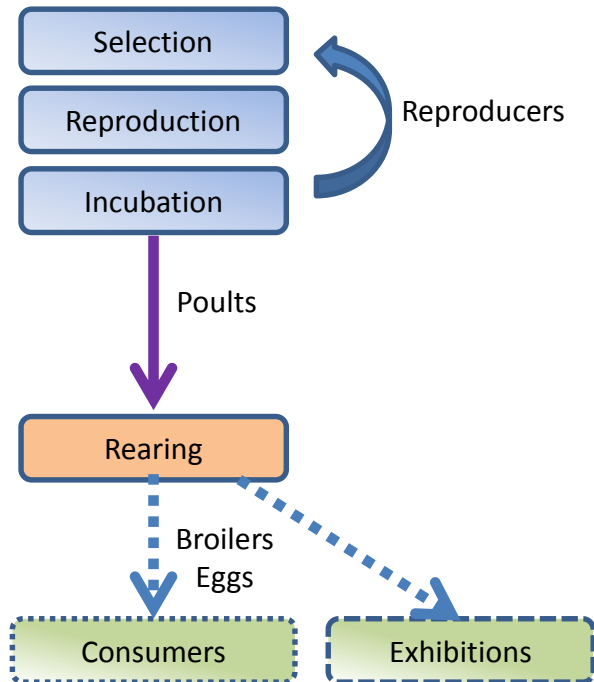 Selection
Reproduction
Reproducers
Incubation
Poults
Rearing
Broilers
Eggs
Consumers
Exhibitions